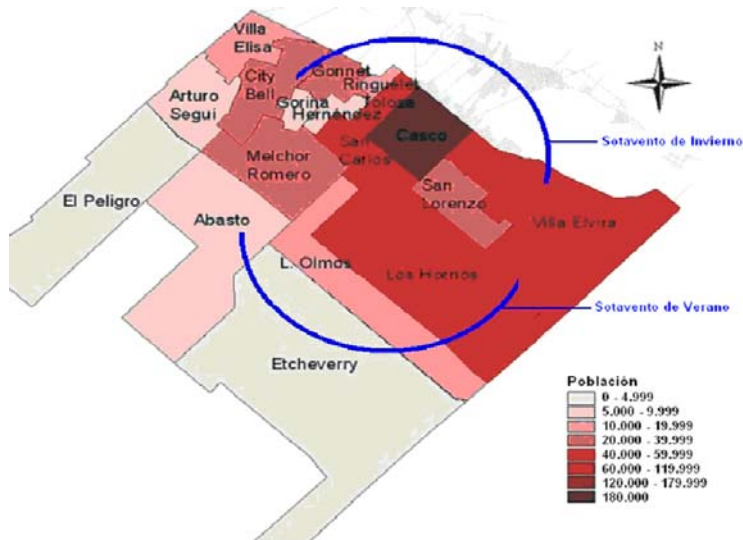 Villa
Elisa
N
City
Bell
Gonnet
Ringuelet
Arturo
Segui
Gorina
Hernández
Toloza
Casco
San
Carlos
Sotavento de Invierno
Melchor
Romero
San
Lorenzo
El Peligro
Abasto
Villa Elvira
L. Olmos
Los Hornos
Sotavento de Verano
Etcheverry
Población
0 - 4.999
5.000 - 9.999
10.000 - 19.999
20.000 - 39.999
40.000 - 59.999
60.000 - 119.999
120.000 - 179.999
180.000